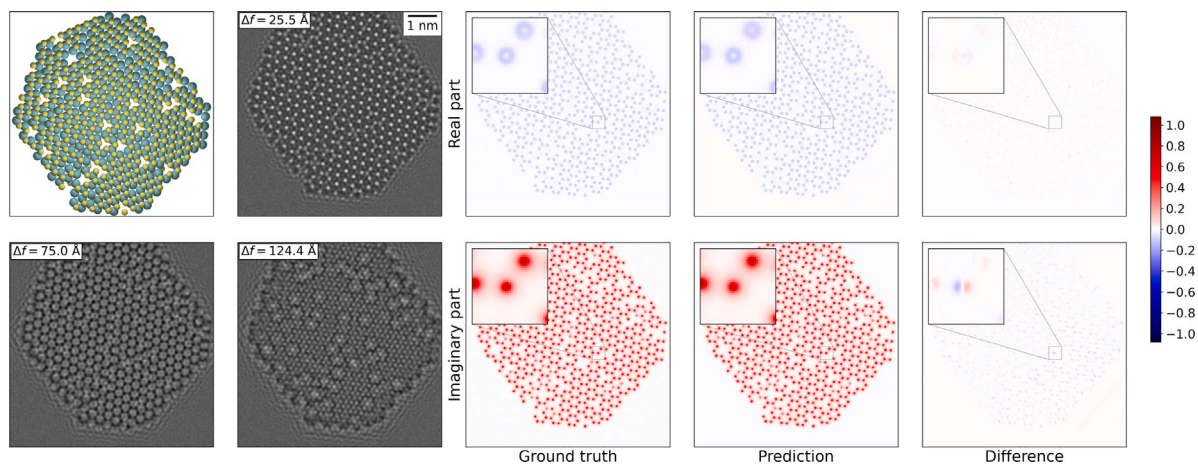 Δf = 25.5 Å
1 nm
Real part
Δf = 75.0 Å
Δf = 124.4 Å
Imaginary part
Ground truth
Prediction
Difference
1.0
0.8
0.6
0.4
0.2
0.0
−0.2
−0.4
−0.6
−0.8
−1.0